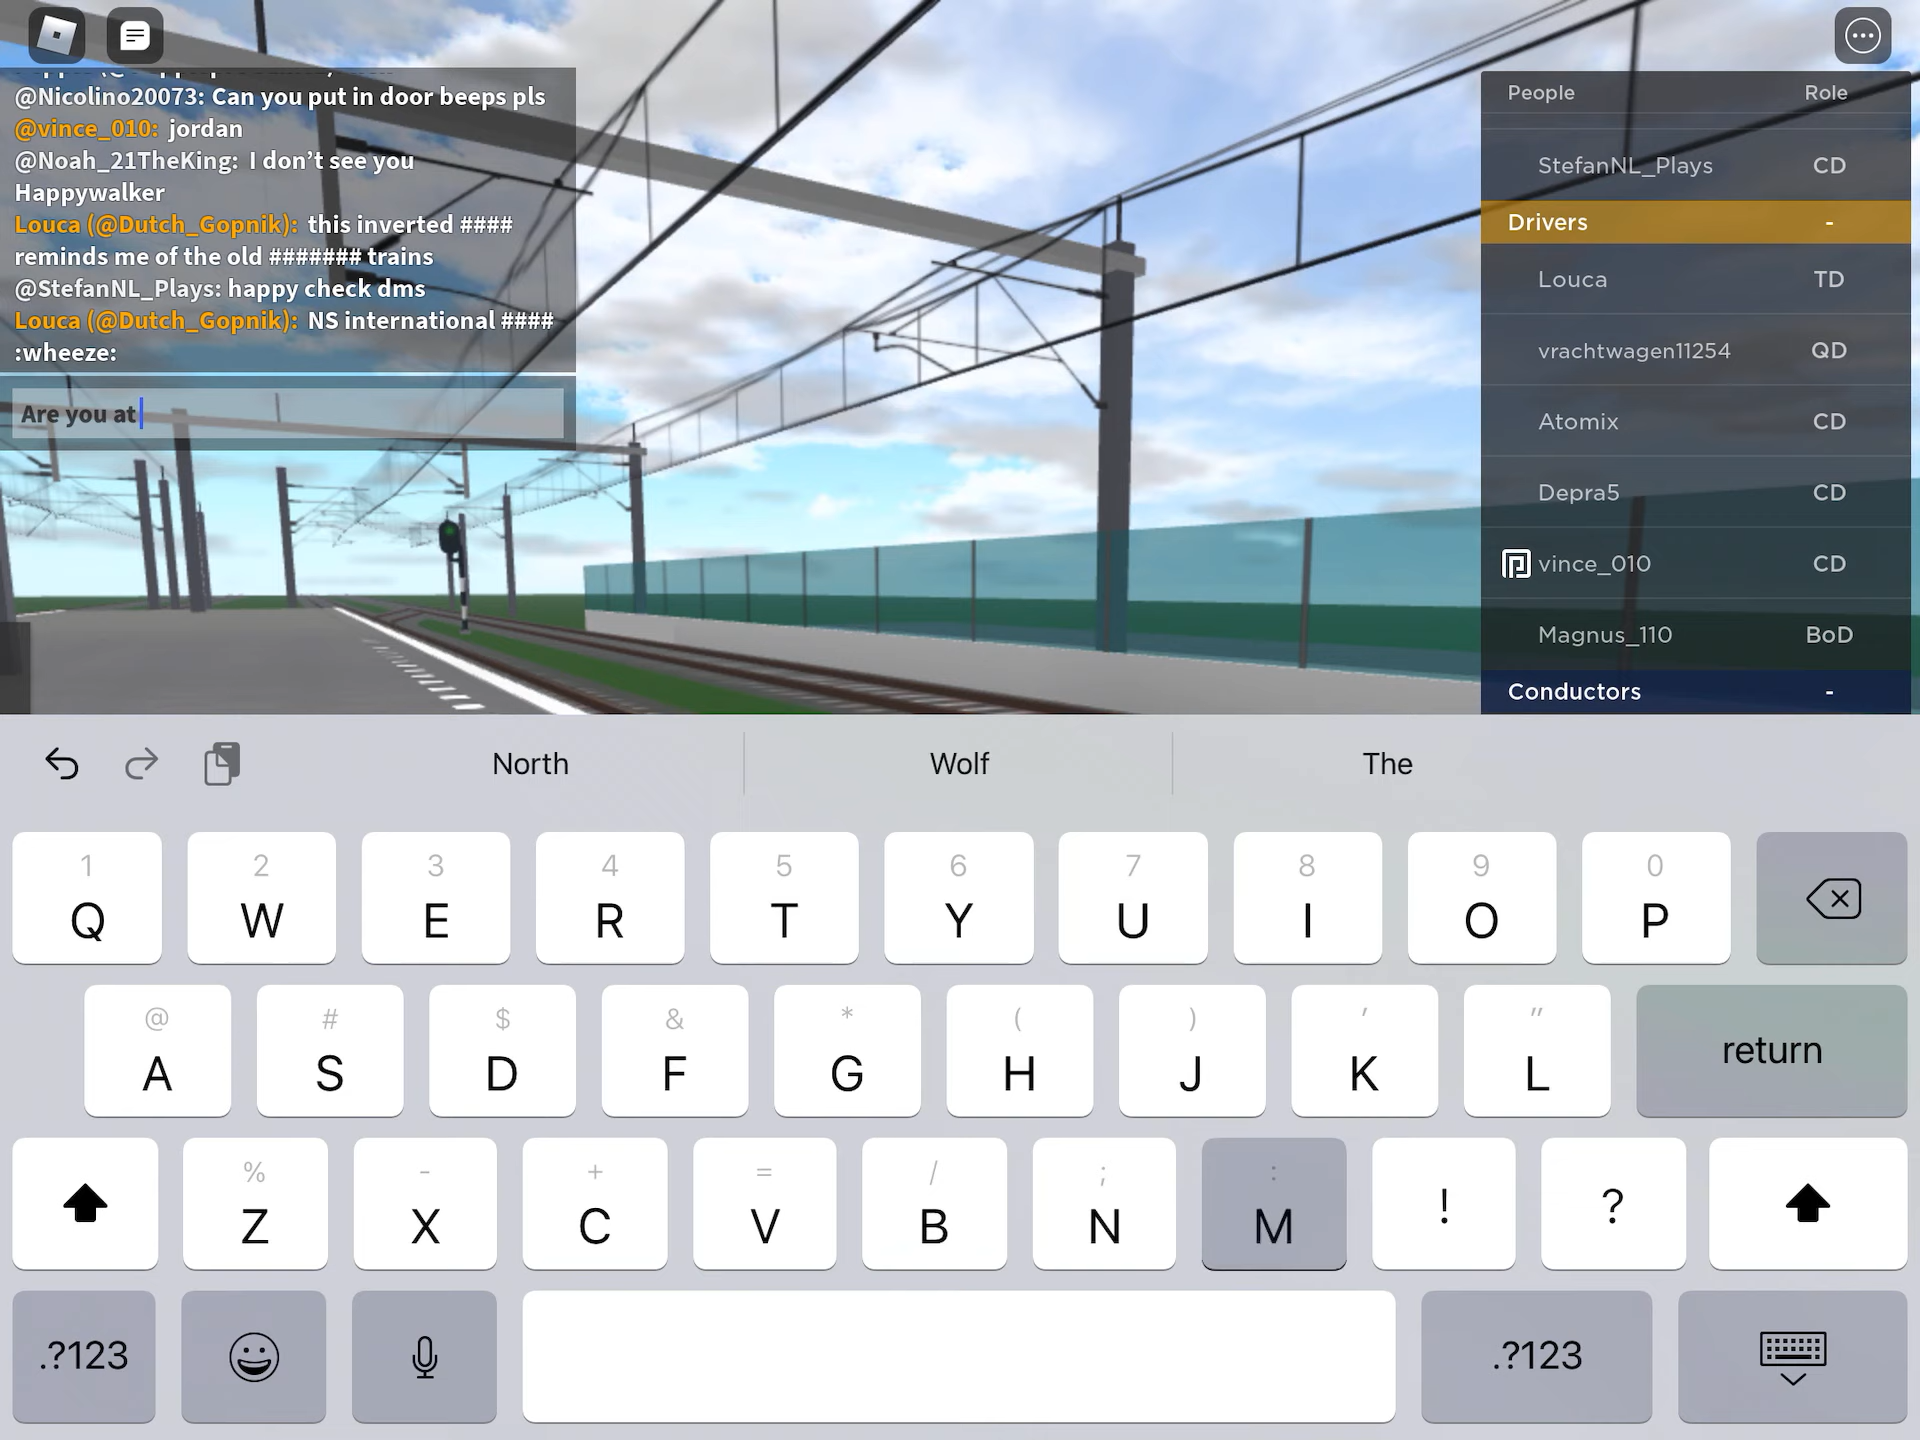 @Nicolino20073: Can you put in door beeps pls
@vince_010: jordan
@Noah_21TheKing: I don't see you
Happywalker
Louca (@Dutch_Gopnik): this inverted ####
reminds me of the old ####### trains
@StefanNL_Plays: happy check dms
Louca (@Dutch_Gopnik): NS international ####
:wheeze:
Are you at
People Role
StefanNL_Plays CD
Drivers -
Louca TD
vrachtwagen11254 QD
Atomix CD
Depra5 CD
vince_010 CD
Magnus_110 BoD
Conductors -
North Wolf The
1 2 3 4 5 6 7 8 9 0
Q W E R T Y U I O P
@ # $ & * ( ) ' "
A S D F G H J K L return
% - + = / ; :
Z X C V B N M ! ?
.?123 .?123